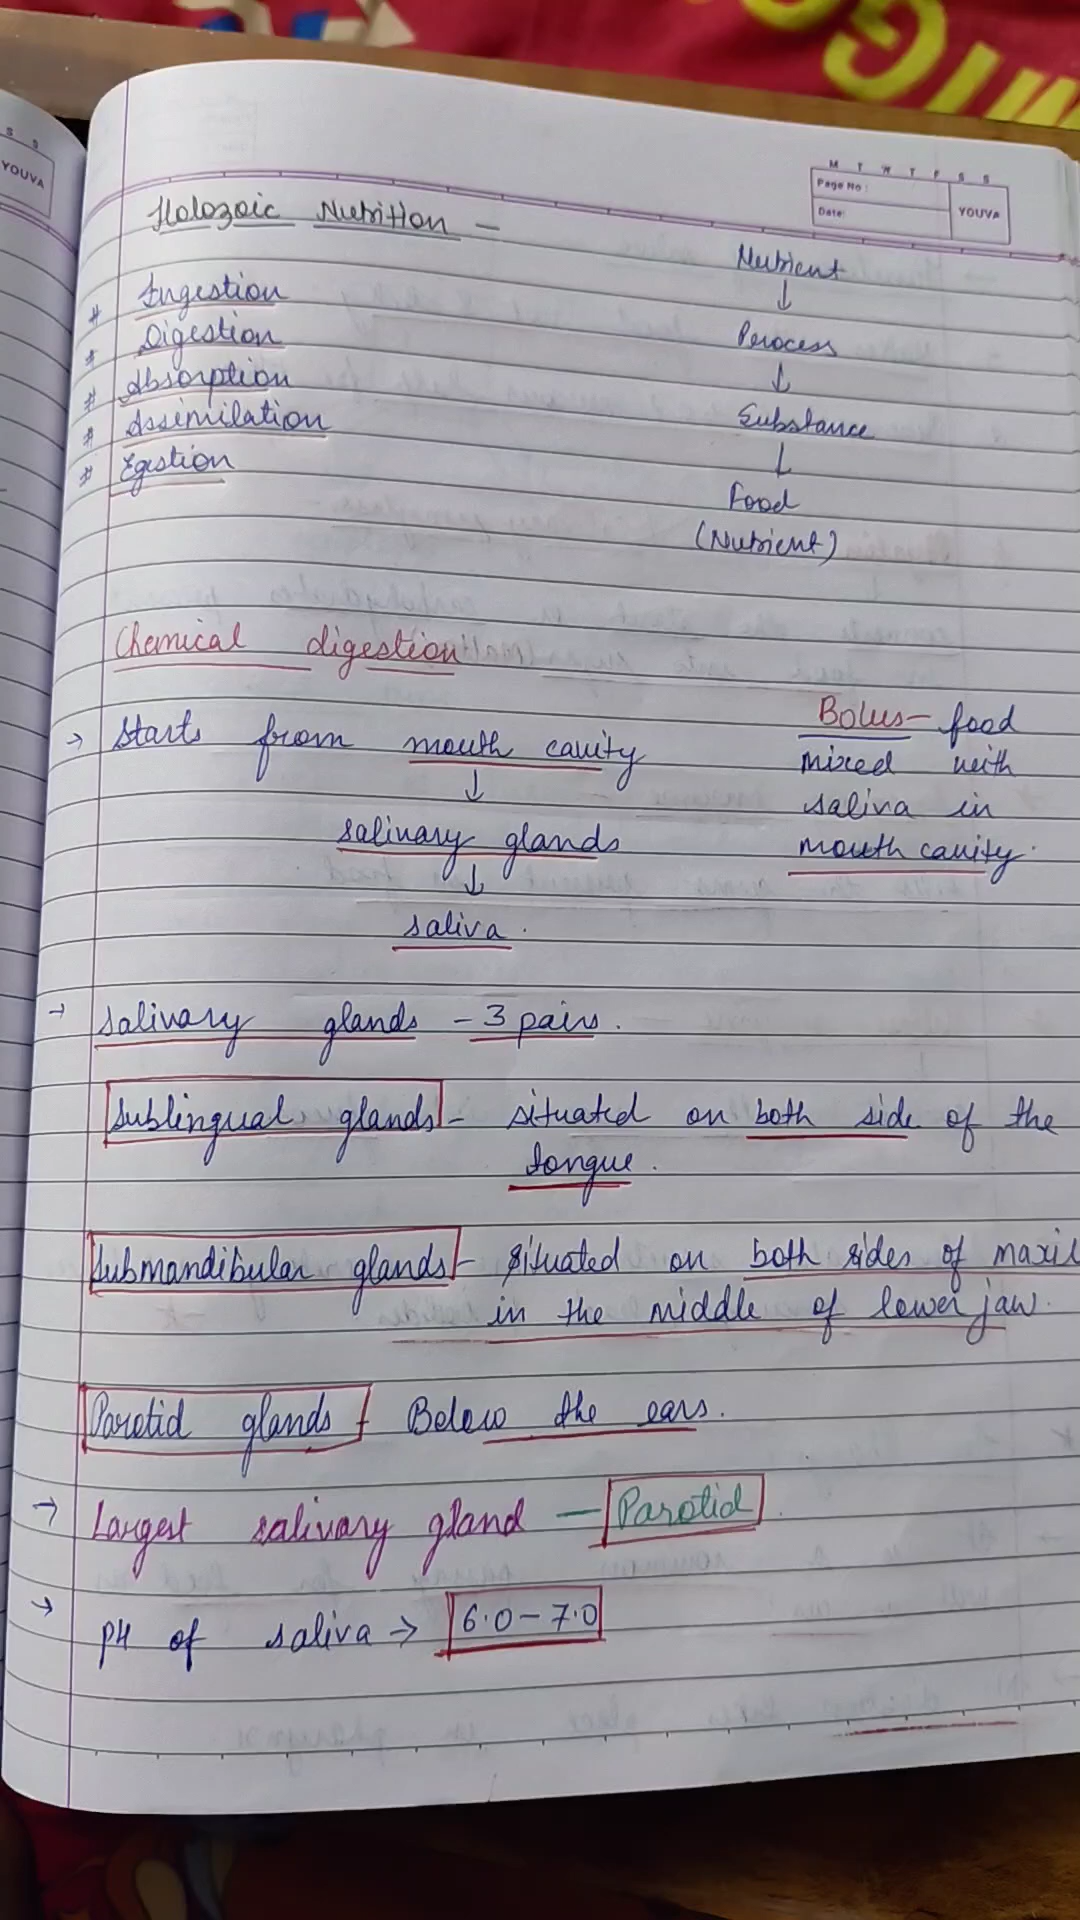 MIGO
S S
YOUVA
M T W T F S S
Page No :
Date:
YOUVA
Holozoic Nutrition -
# Ingestion
# Digestion
# Absorption
# Assimilation
# Egestion
Nutrient
↓
Process
↓
Substance
↓
Food
(Nutrient)
Chemical digestion
→ Starts from mouth cavity
↓
salivary glands
↓
saliva.
Bolus- food
mixed with
saliva in
mouth cavity.
→ Salivary glands - 3 pairs.
Sublingual glands - situated on both side of the
tongue.
Submandibular glands - situated on both sides of maxil
in the middle of lower jaw.
Parotid glands - Below the ears.
→ Largest salivary gland - Parotid
→ PH of saliva → 6.0 - 7.0